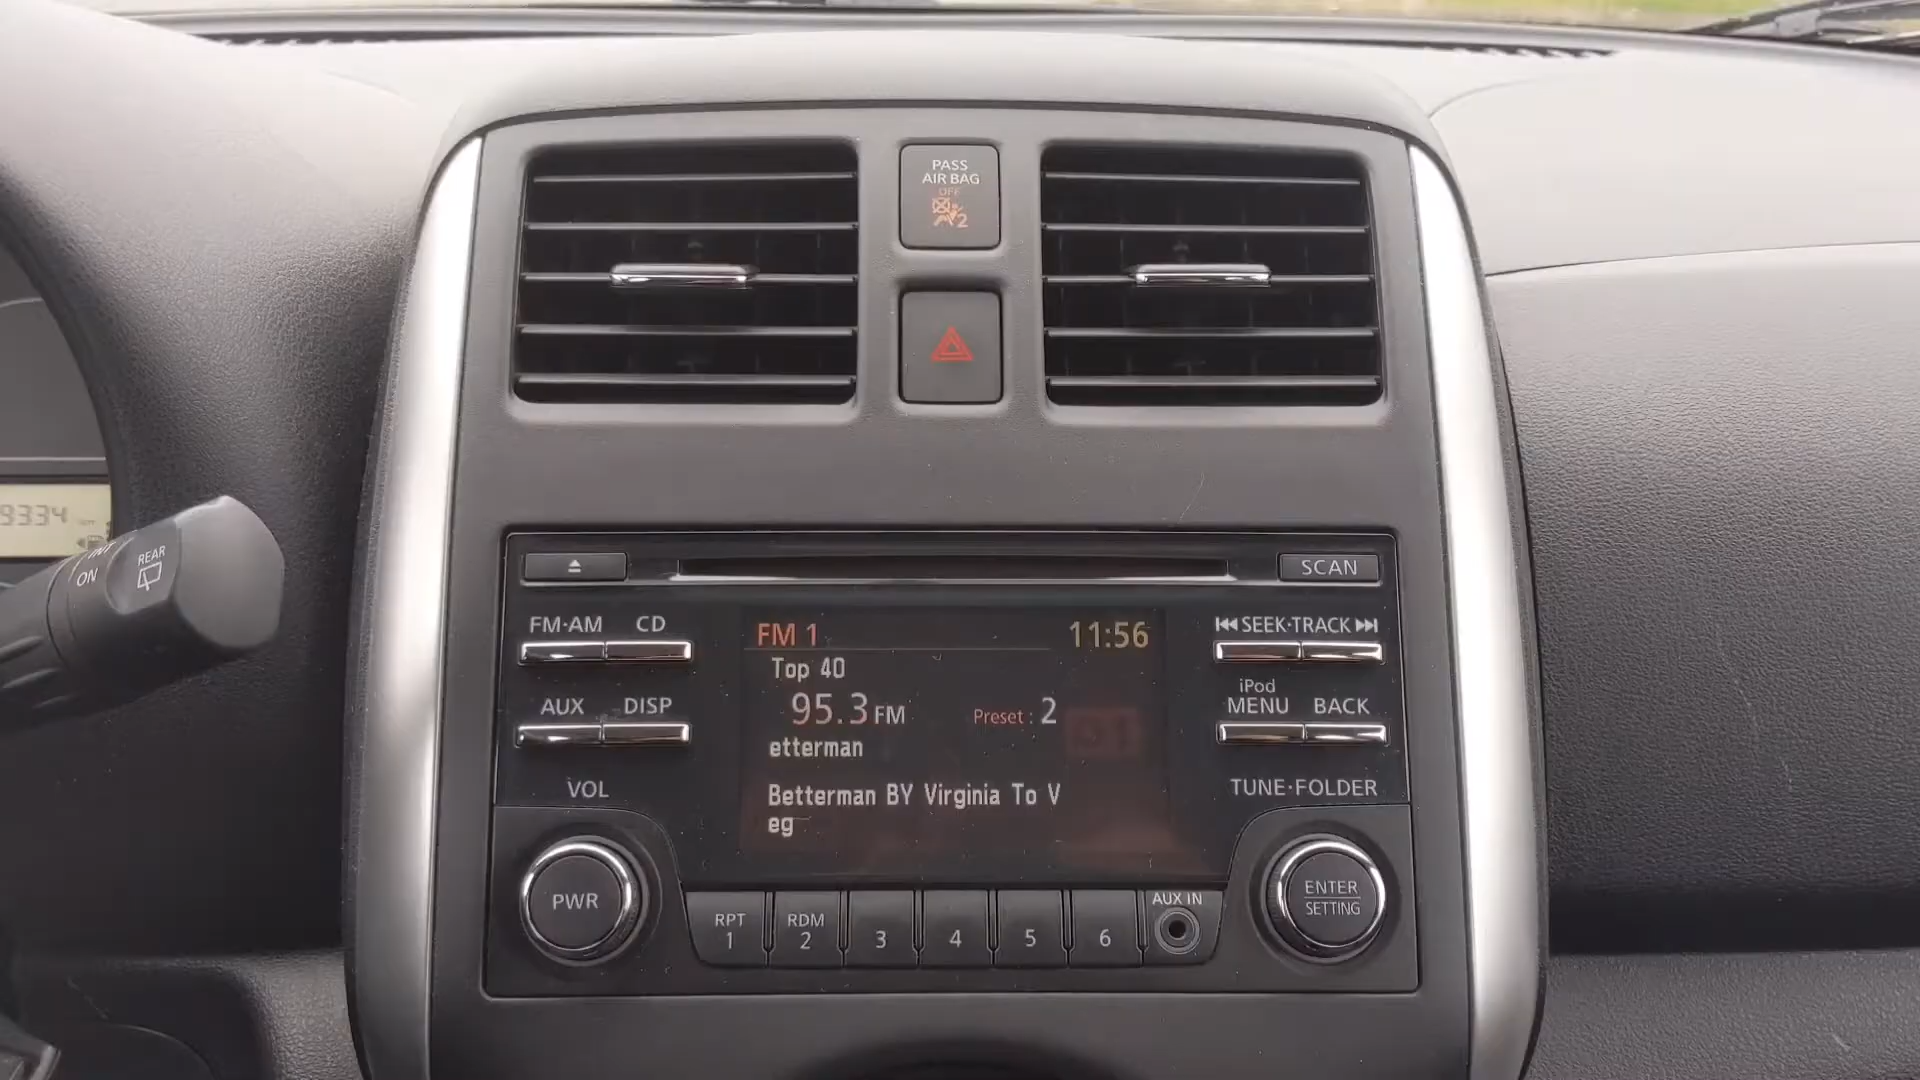 PASS
AIR BAG
OFF
2
9334
REAR
ON
SCAN
FM·AM CD
SEEK·TRACK
FM 1 11:56
Top 40
95.3 FM Preset : 2
etterman
Betterman BY Virginia To V
eg
AUX DISP
iPod
MENU BACK
VOL
TUNE·FOLDER
PWR
ENTER
SETTING
RPT
1
RDM
2
3
4
5
6
AUX IN